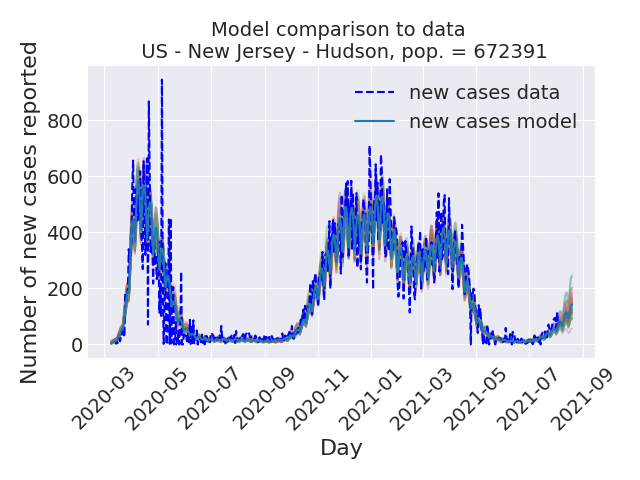 Model comparison to data
US - New Jersey - Hudson, pop. = 672391
Number of new cases reported
800
600
400
200
0
new cases data
new cases model
2020-03
2020-05
2020-07
2020-09
2020-11
2021-01
2021-03
2021-05
2021-07
2021-09
Day